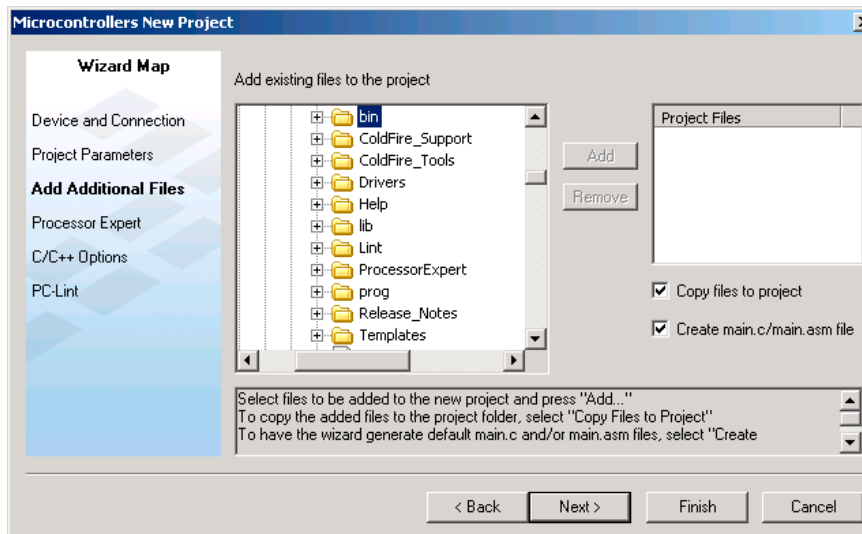 Microcontrollers New Project
Wizard Map
Device and Connection
Project Parameters
Add Additional Files
Processor Expert
C/C++ Options
PC-Lint
Add existing files to the project
bin
ColdFire_Support
ColdFire_Tools
Drivers
Help
lib
Lint
ProcessorExpert
prog
Release_Notes
Templates
Add
Remove
Project Files
Copy files to project
Create main.c/main.asm file
Select files to be added to the new project and press "Add..."
To copy the added files to the project folder, select "Copy Files to Project"
To have the wizard generate default main.c and/or main.asm files, select "Create
< Back
Next >
Finish
Cancel